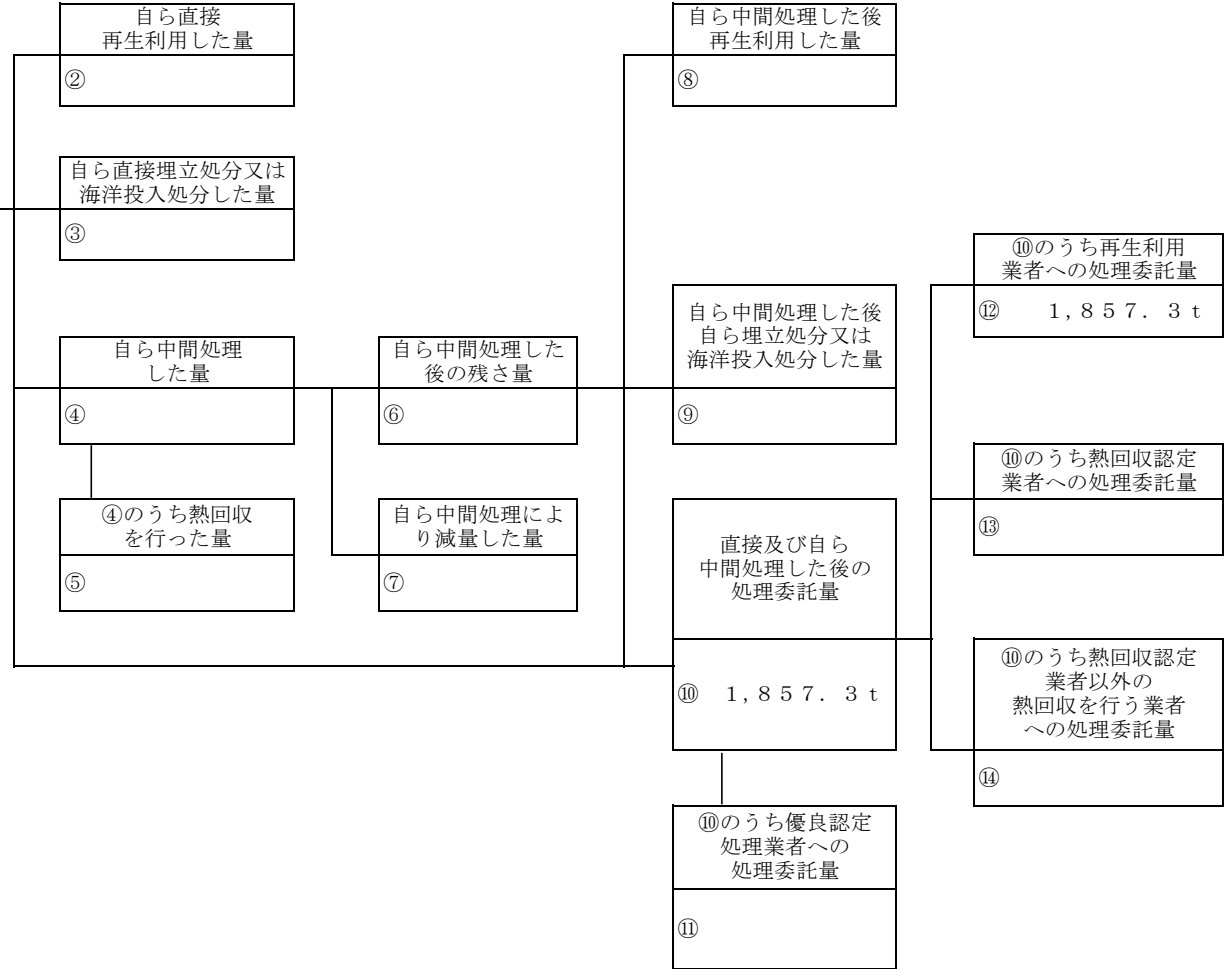 自ら直接
再生利用した量
②
自ら直接埋立処分又は
海洋投入処分した量
③
自ら中間処理
した量
④
④のうち熱回収
を行った量
⑤
自ら中間処理した
後の残さ量
⑥
自ら中間処理によ
り減量した量
⑦
自ら中間処理した後
再生利用した量
⑧
自ら中間処理した後
自ら埋立処分又は
海洋投入処分した量
⑨
直接及び自ら
中間処理した後の
処理委託量
⑩ 1,857.3t
⑩のうち優良認定
処理業者への
処理委託量
⑪
⑩のうち再生利用
業者への処理委託量
⑫ 1,857.3t
⑩のうち熱回収認定
業者への処理委託量
⑬
⑩のうち熱回収認定
業者以外の
熱回収を行う業者
への処理委託量
⑭